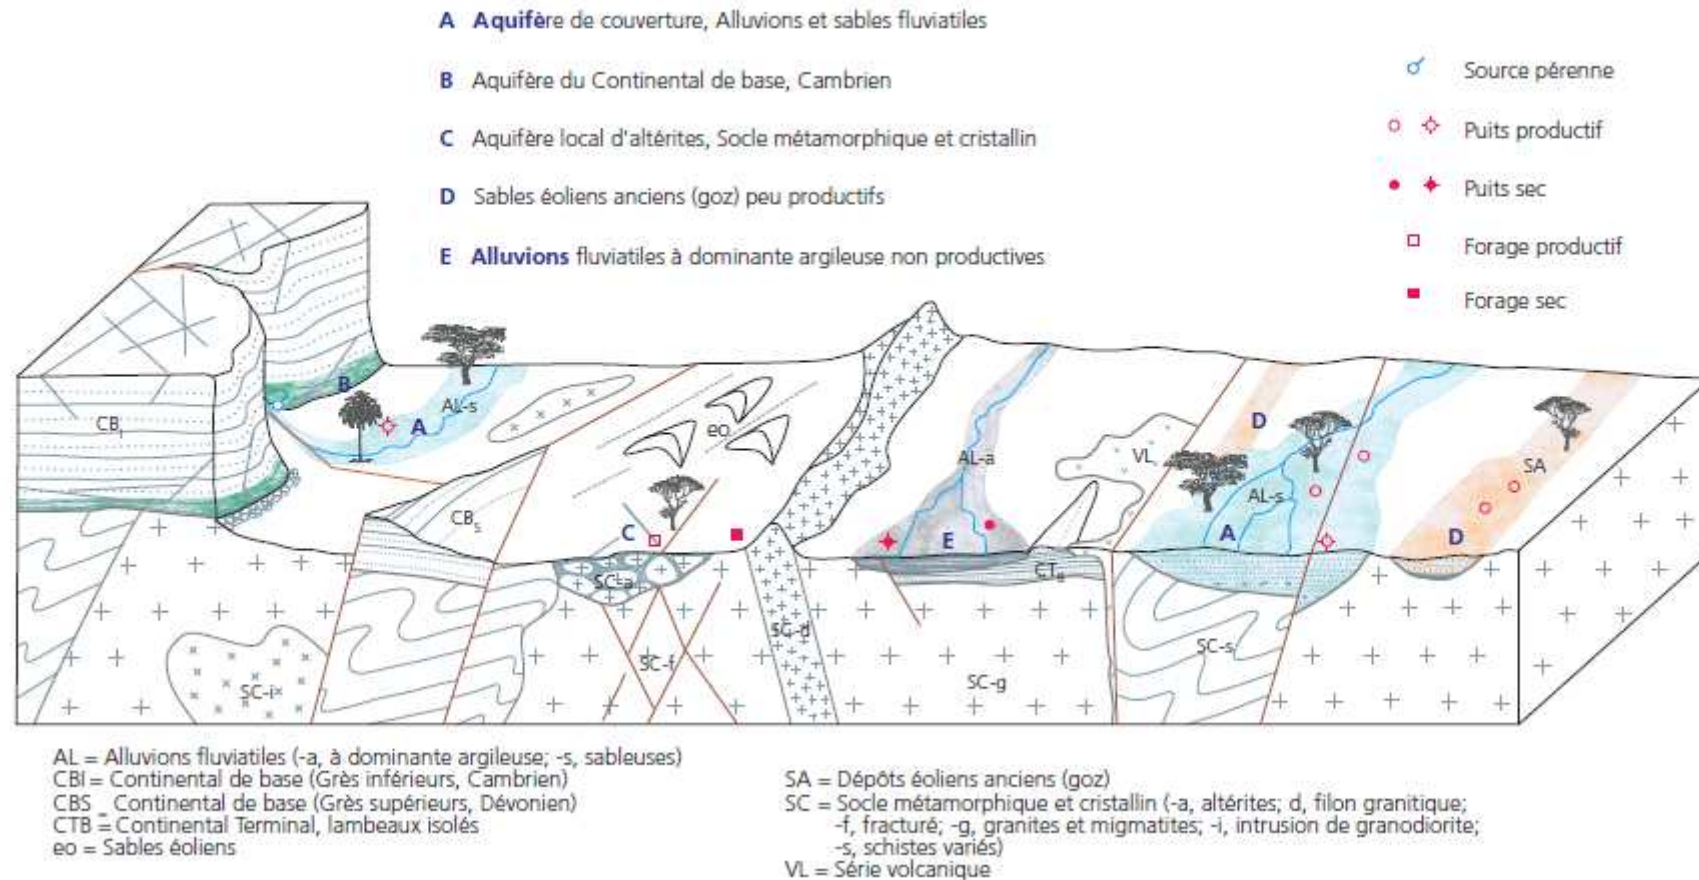 A Aquifère de couverture, Alluvions et sables fluviatiles
B Aquifère du Continental de base, Cambrien
C Aquifère local d'altérites, Socle métamorphique et cristallin
D Sables éoliens anciens (goz) peu productifs
E Alluvions fluviatiles à dominante argileuse non productives
Source pérenne
Puits productif
Puits sec
Forage productif
Forage sec
B
CBI
AL-s
A
eo
CBS
C
SC-a
SC-i
SC-f
SC-d
AL-a
E
VL
CTB
SC-g
D
AL-s
A
SC-s
SA
D
AL = Alluvions fluviatiles (-a, à dominante argileuse; -s, sableuses)
CBI = Continental de base (Grès inférieurs, Cambrien)
CBS _ Continental de base (Grès supérieurs, Dévonien)
CTB = Continental Terminal, lambeaux isolés
eo = Sables éoliens
SA = Dépôts éoliens anciens (goz)
SC = Socle métamorphique et cristallin (-a, altérites; d, filon granitique;
-f, fracturé; -g, granites et migmatites; -i, intrusion de granodiorite;
-s, schistes variés)
VL = Série volcanique